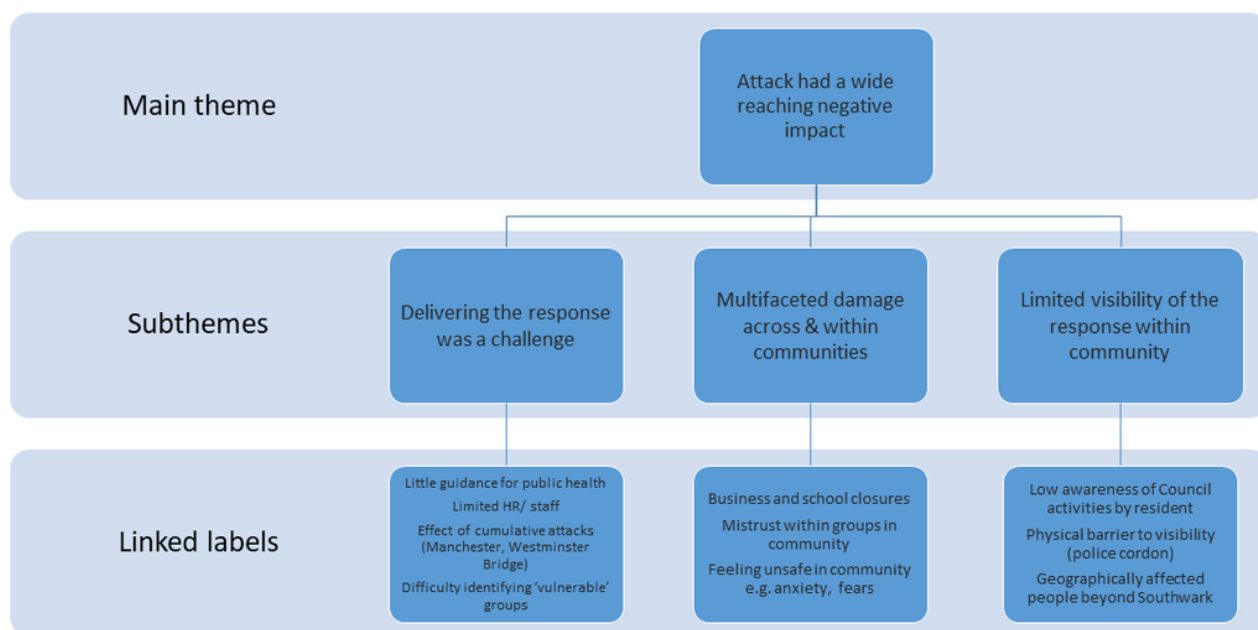 Main theme
Attack had a wide
reaching negative
impact
Subthemes
Delivering the response
was a challenge
Multifaceted damage
across & within
communities
Limited visibility of the
response within
community
Linked labels
Little guidance for public health
Limited HR/ staff
Effect of cumulative attacks
(Manchester, Westminster
Bridge)
Difficulty identifying ‘vulnerable’
groups
Business and school closures
Mistrust within groups in
community
Feeling unsafe in community
e.g. anxiety, fears
Low awareness of Council
activities by resident
Physical barrier to visibility
(police cordon)
Geographically affected
people beyond Southwark